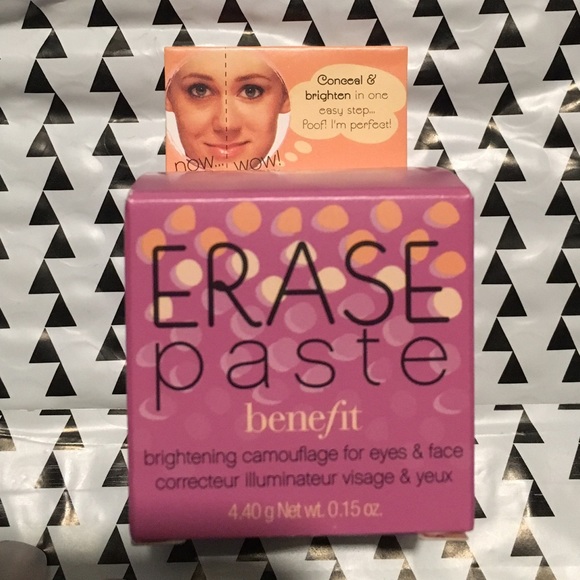 Conceal &
brighten in one
easy step...
Poof! I'm perfect!
now... wow!
ERASE
paste
benefit
brightening camouflage for eyes & face
correcteur illuminateur visage & yeux
4.40 g Net wt. 0.15 oz.